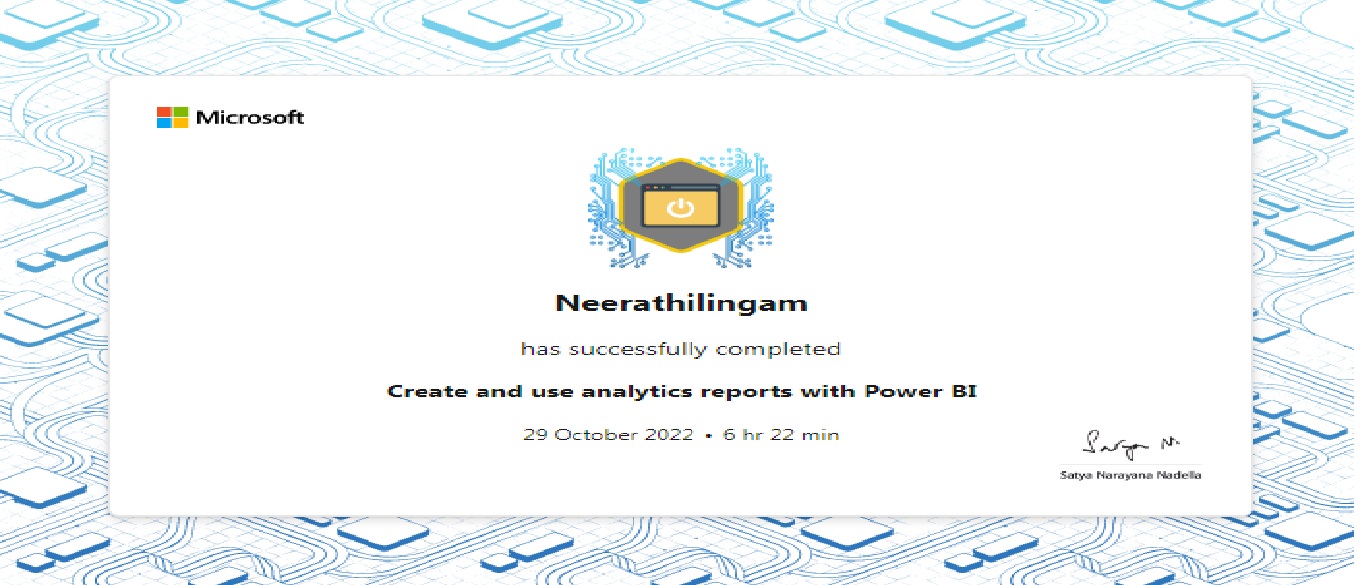 Microsoft
Neerathilingam
has successfully completed
Create and use analytics reports with Power BI
29 October 2022 • 6 hr 22 min
Satya N.
Satya Narayana Nadella